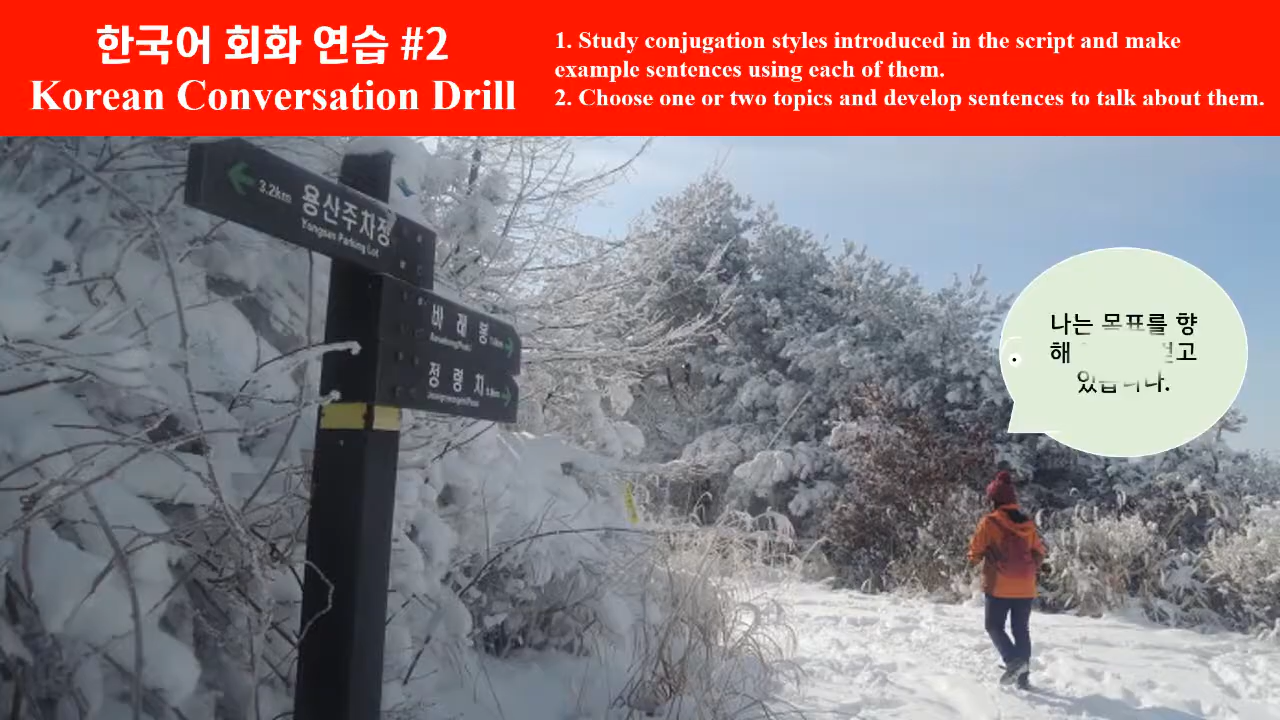 한국어 회화 연습 #2
Korean Conversation Drill
1. Study conjugation styles introduced in the script and make
example sentences using each of them.
2. Choose one or two topics and develop sentences to talk about them.
3.2km 용산주차장
Yongsan Parking Lot
바래봉
정령치
나는 목표를 향
해
있습니다.